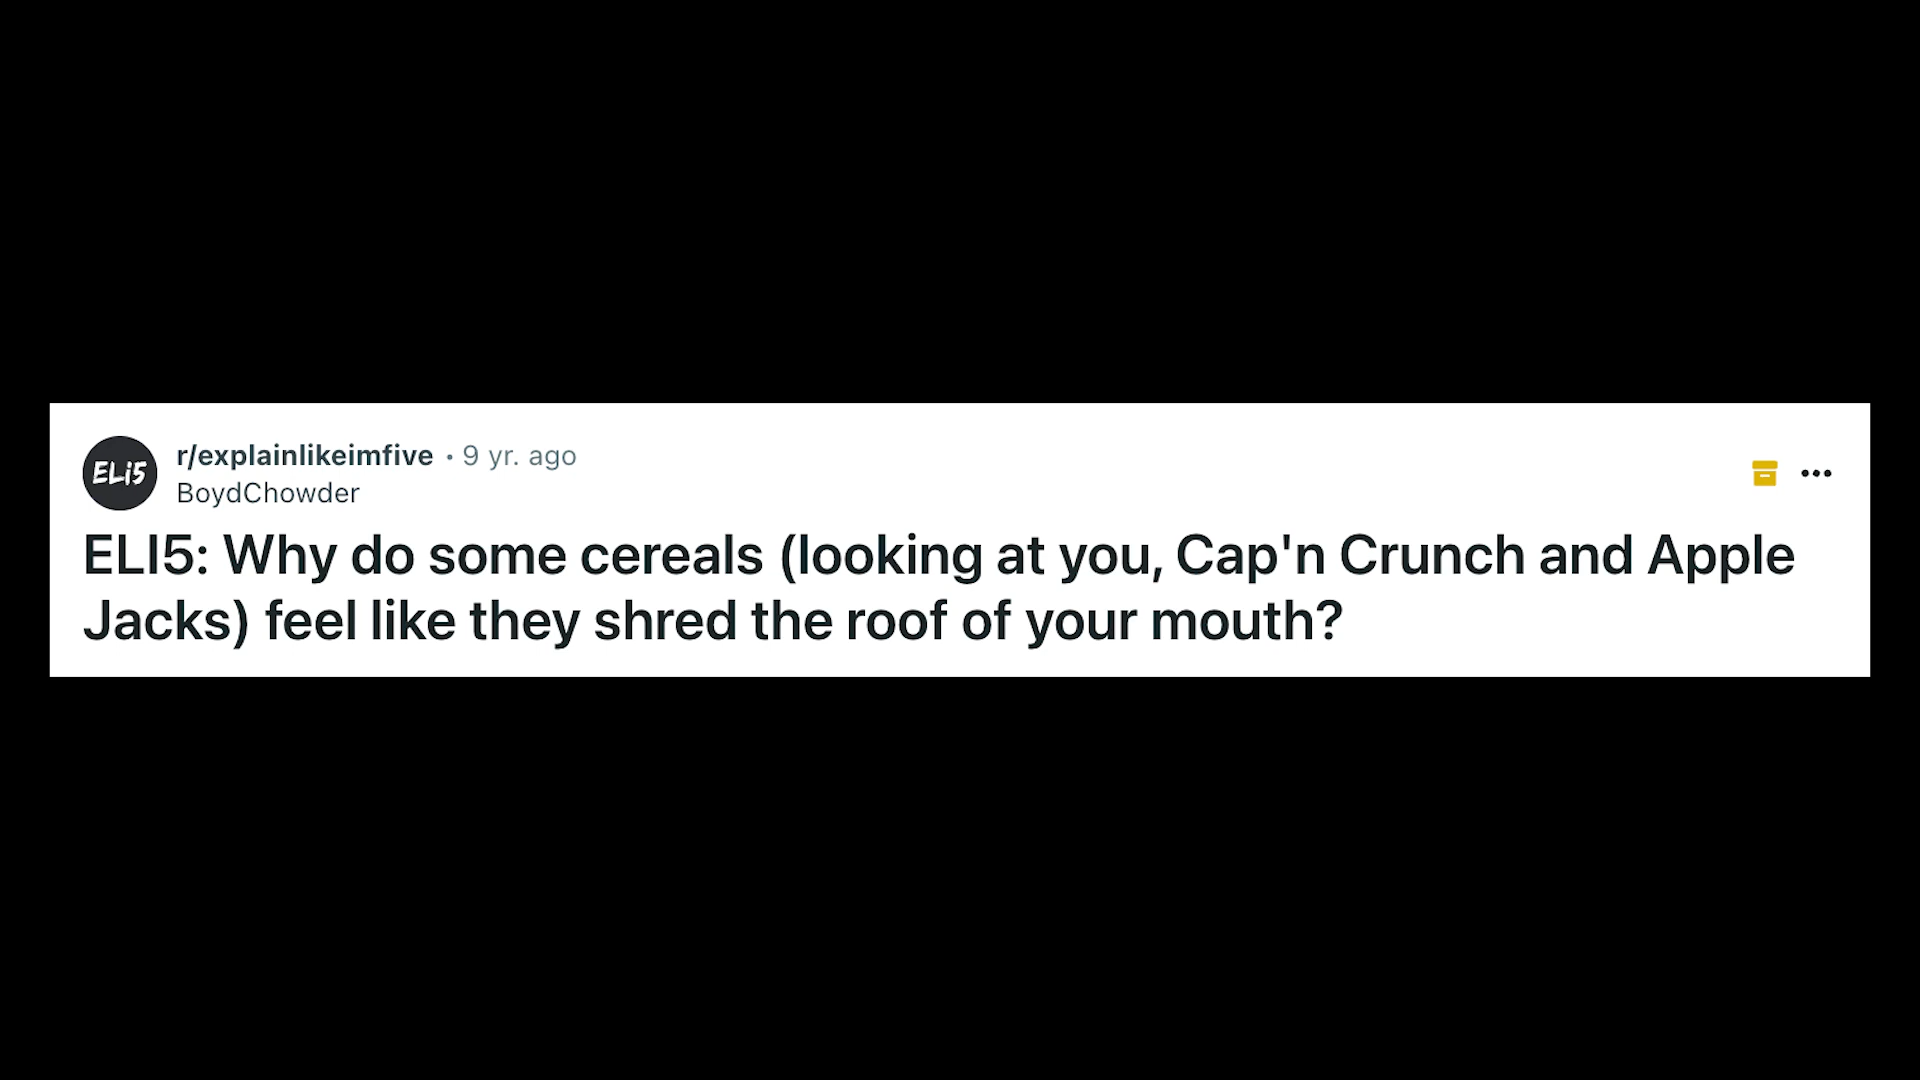 ELI5
r/explainlikeimfive • 9 yr. ago
BoydChowder
ELI5: Why do some cereals (looking at you, Cap'n Crunch and Apple
Jacks) feel like they shred the roof of your mouth?